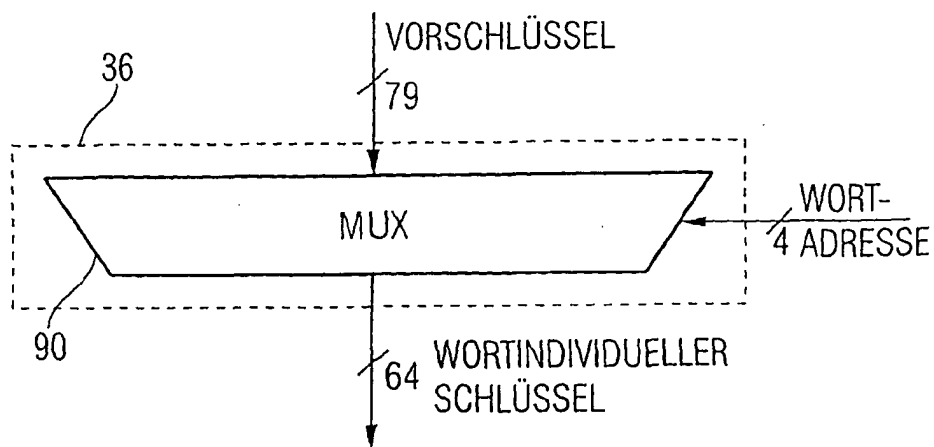 VORSCHLÜSSEL
36
79
MUX
WORT-
4 ADRESSE
90
64 WORTINDIVIDUELLER
SCHLÜSSEL